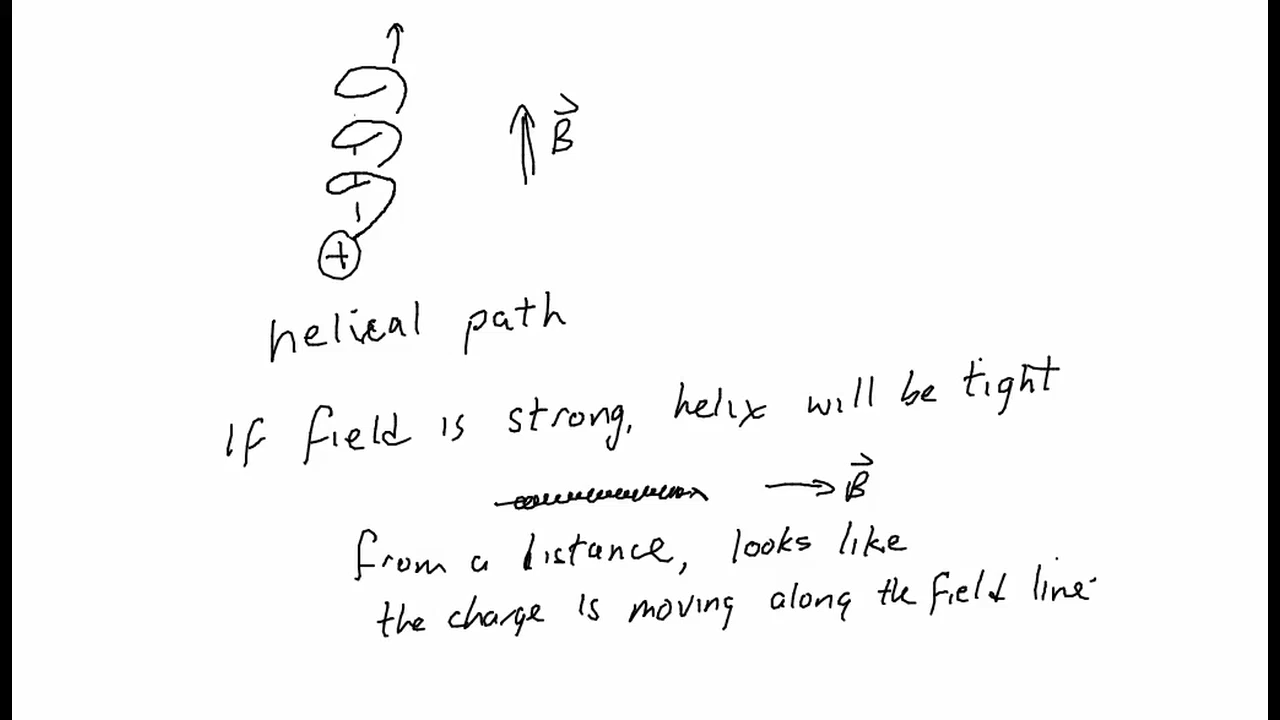 B
+
helical path
If field is strong, helix will be tight
B
from a distance, looks like
the charge is moving along the field line